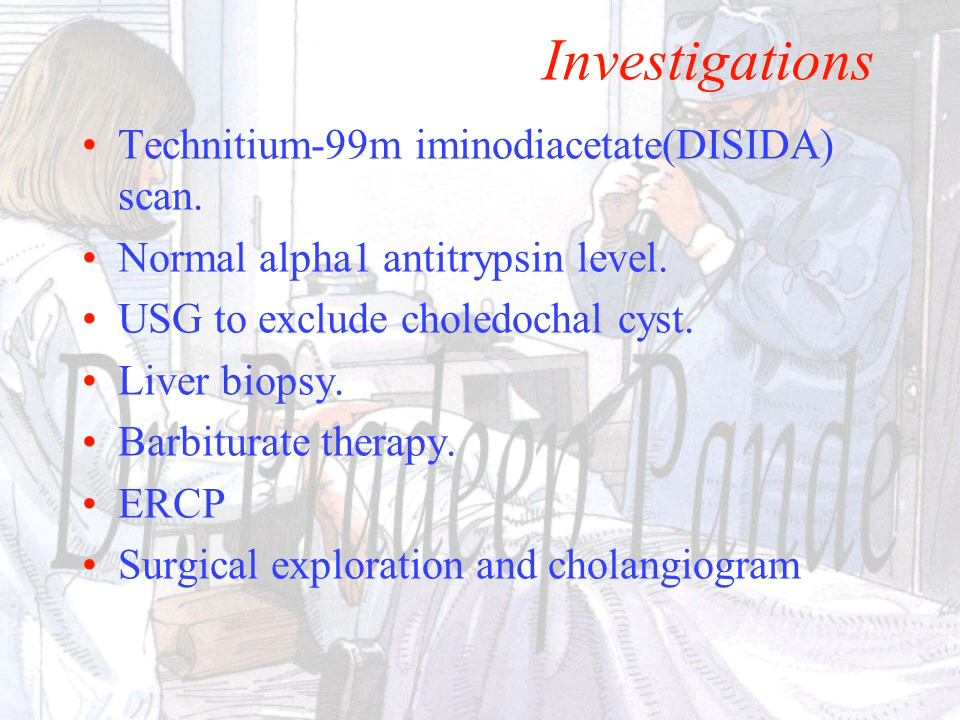 Investigations
• Technitium-99m iminodiacetate(DISIDA)
scan.
• Normal alpha1 antitrypsin level.
• USG to exclude choledochal cyst.
• Liver biopsy.
• Barbiturate therapy.
• ERCP
• Surgical exploration and cholangiogram
Dr. Pradeep Pande